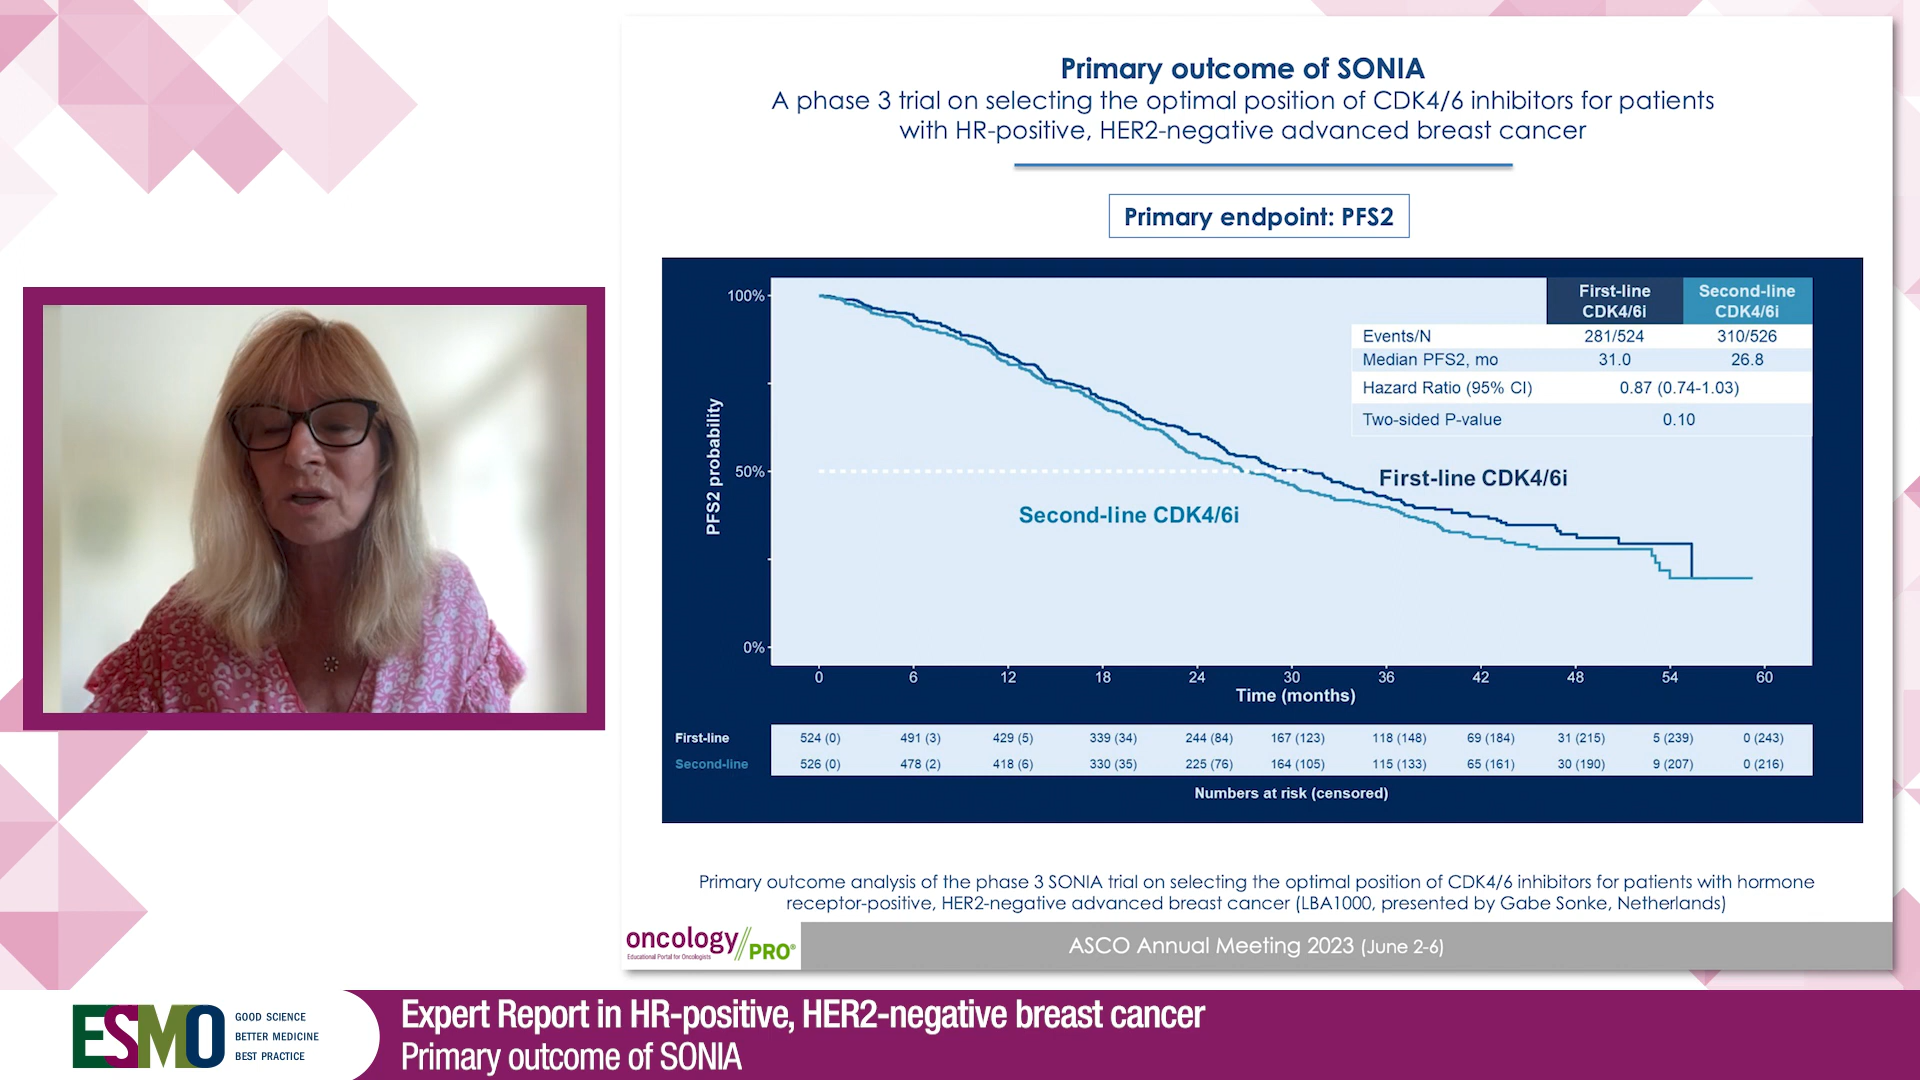 Primary outcome of SONIA
A phase 3 trial on selecting the optimal position of CDK4/6 inhibitors for patients
with HR-positive, HER2-negative advanced breast cancer
Primary endpoint: PFS2
First-line Second-line
CDK4/6i CDK4/6i
Events/N 281/524 310/526
Median PFS2, mo 31.0 26.8
Hazard Ratio (95% CI) 0.87 (0.74-1.03)
Two-sided P-value 0.10
PFS2 probability
100%
50%
0%
First-line CDK4/6i
Second-line CDK4/6i
0 6 12 18 24 30 36 42 48 54 60
Time (months)
First-line 524 (0) 491 (3) 429 (5) 339 (34) 244 (84) 167 (123) 118 (148) 69 (184) 31 (215) 5 (239) 0 (243)
Second-line 526 (0) 478 (2) 418 (6) 330 (35) 225 (76) 164 (105) 115 (133) 65 (161) 30 (190) 9 (207) 0 (216)
Numbers at risk (censored)
Primary outcome analysis of the phase 3 SONIA trial on selecting the optimal position of CDK4/6 inhibitors for patients with hormone
receptor-positive, HER2-negative advanced breast cancer (LBA1000, presented by Gabe Sonke, Netherlands)
oncology//PRO®
Educational Portal for Oncologists
ASCO Annual Meeting 2023 (June 2-6)
ESMO
GOOD SCIENCE
BETTER MEDICINE
BEST PRACTICE
Expert Report in HR-positive, HER2-negative breast cancer
Primary outcome of SONIA